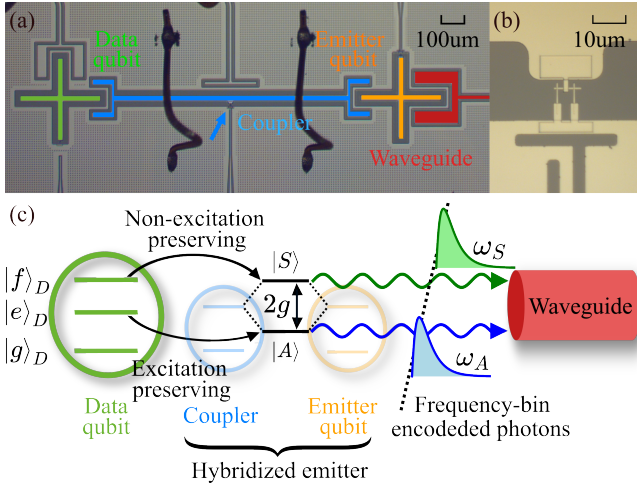 (a)
Data
qubit
Emitter
qubit
100um
Coupler
Waveguide
(b)
10um
(c)
Non-excitation
preserving
|f⟩D
|e⟩D
|g⟩D
|S⟩
2g
|A⟩
ωS
ωA
Waveguide
Excitation
preserving
Data
qubit
Coupler
Emitter
qubit
Frequency-bin
encodeded photons
Hybridized emitter